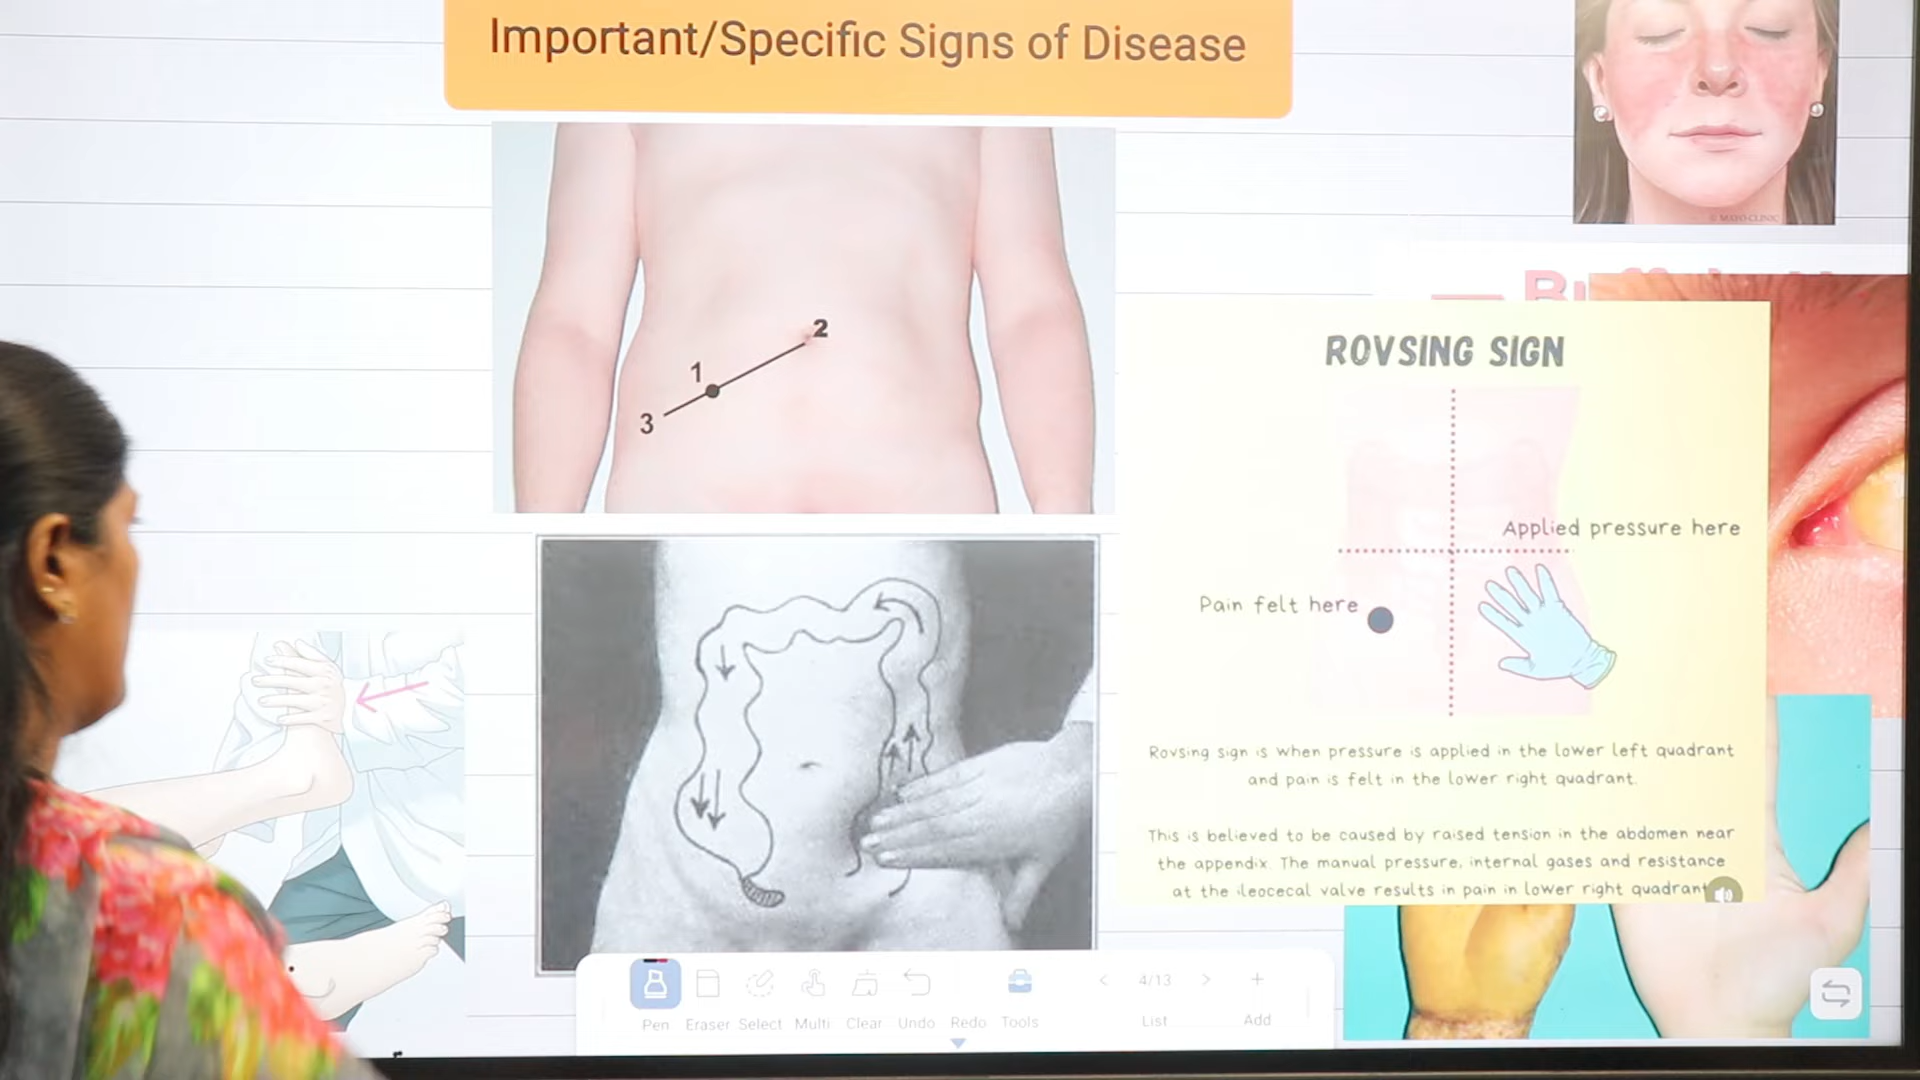 Important/Specific Signs of Disease
© MAYO CLINIC
2
1
3
ROVSING SIGN
Applied pressure here
Pain felt here
Rovsing sign is when pressure is applied in the lower left quadrant
and pain is felt in the lower right quadrant.
This is believed to be caused by raised tension in the abdomen near
the appendix. The manual pressure, internal gases and resistance
at the ileocecal valve results in pain in lower right quadrant
4/13
Pen Eraser Select Multi Clear Undo Redo Tools List Add